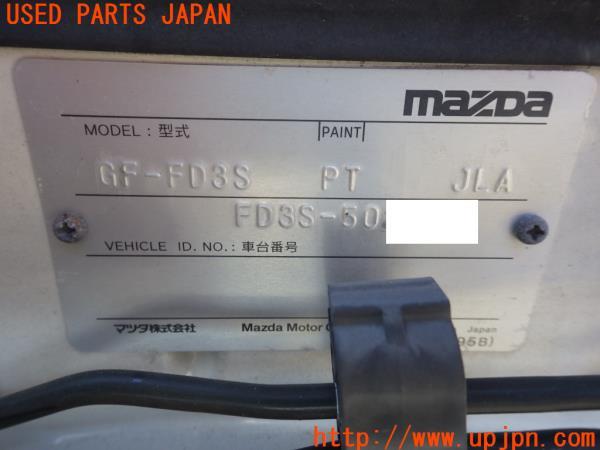 USED PARTS JAPAN
mazda
MODEL : 型式 PAINT
GF-FD3S PT JLA
FD3S-50
VEHICLE ID. NO. : 車台番号
マツダ株式会社 Mazda Motor Japan
95B)
http://www.upjpn.com/